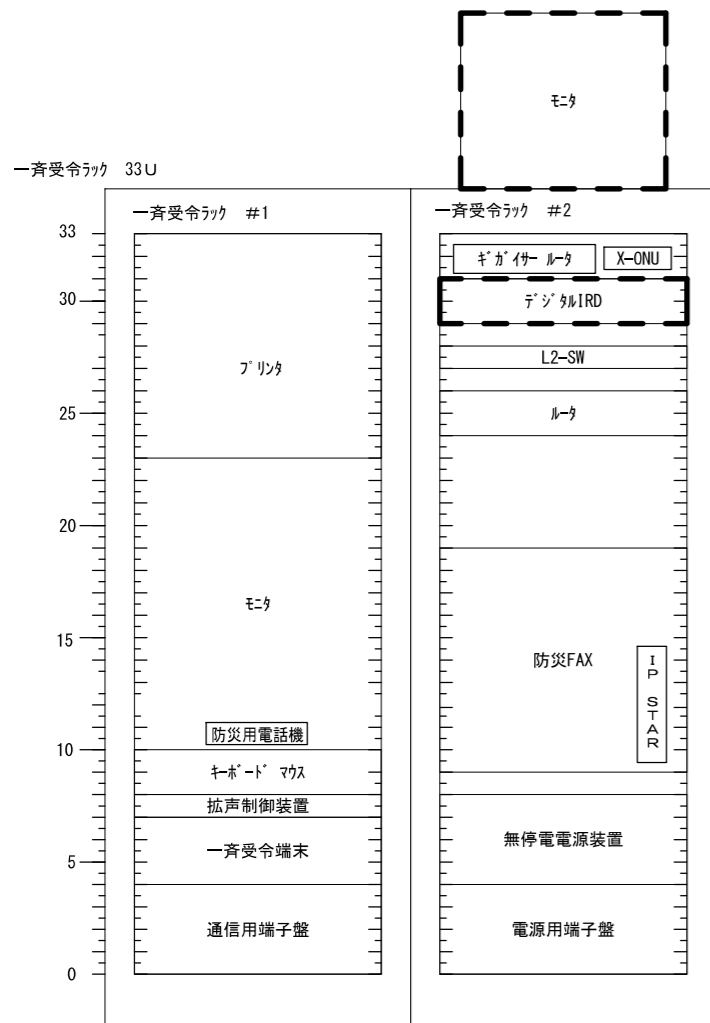 ﾓﾆﾀ
一斉受令ﾗｯｸ 33U
一斉受令ﾗｯｸ #1
一斉受令ﾗｯｸ #2
33
30
25
20
15
10
5
0
ﾌﾟﾘﾝﾀ
ﾓﾆﾀ
防災用電話機
ｷｰﾎﾞｰﾄﾞ ﾏｳｽ
拡声制御装置
一斉受令端末
通信用端子盤
ｷﾞｶﾞｲｻｰ ﾙｰﾀ
X-ONU
ﾃﾞｼﾞﾀﾙIRD
L2-SW
ﾙｰﾀ
防災FAX
IP STAR
無停電電源装置
電源用端子盤